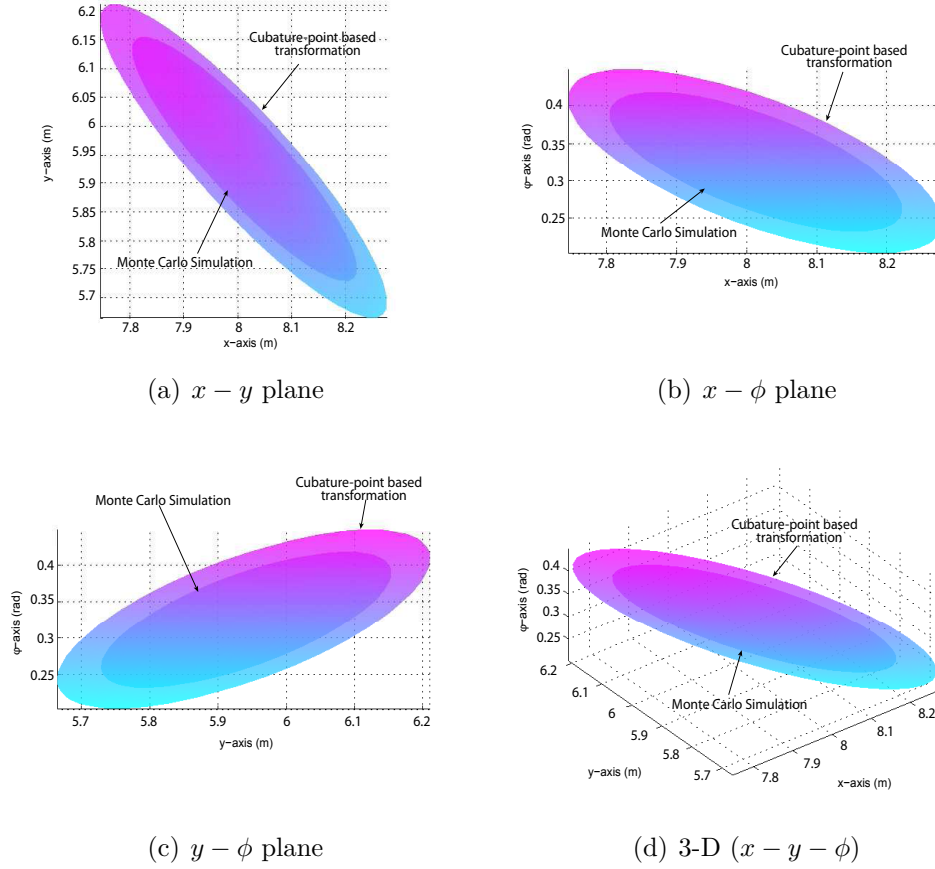 6.2
6.15
6.1
6.05
6
5.95
5.9
5.85
5.8
5.75
5.7
y−axis (m)
Cubature-point based
transformation
Monte Carlo Simulation
7.8 7.9 8 8.1 8.2
x−axis (m)
(a) x − y plane
Cubature-point based
transformation
0.4
0.35
0.3
0.25
φ−axis (rad)
Monte Carlo Simulation
7.8 7.9 8 8.1 8.2
x−axis (m)
(b) x − ϕ plane
Cubature-point based
transformation
Monte Carlo Simulation
0.4
0.35
0.3
0.25
φ−axis (rad)
5.7 5.8 5.9 6 6.1 6.2
y−axis (m)
(c) y − ϕ plane
Cubature-point based
transformation
0.4
0.35
0.3
0.25
φ−axis (rad)
Monte Carlo Simulation
6.2
6.1
6
5.9
5.8
5.7
y−axis (m)
7.8
7.9
8
8.1
8.2
x−axis (m)
(d) 3-D (x − y − ϕ)